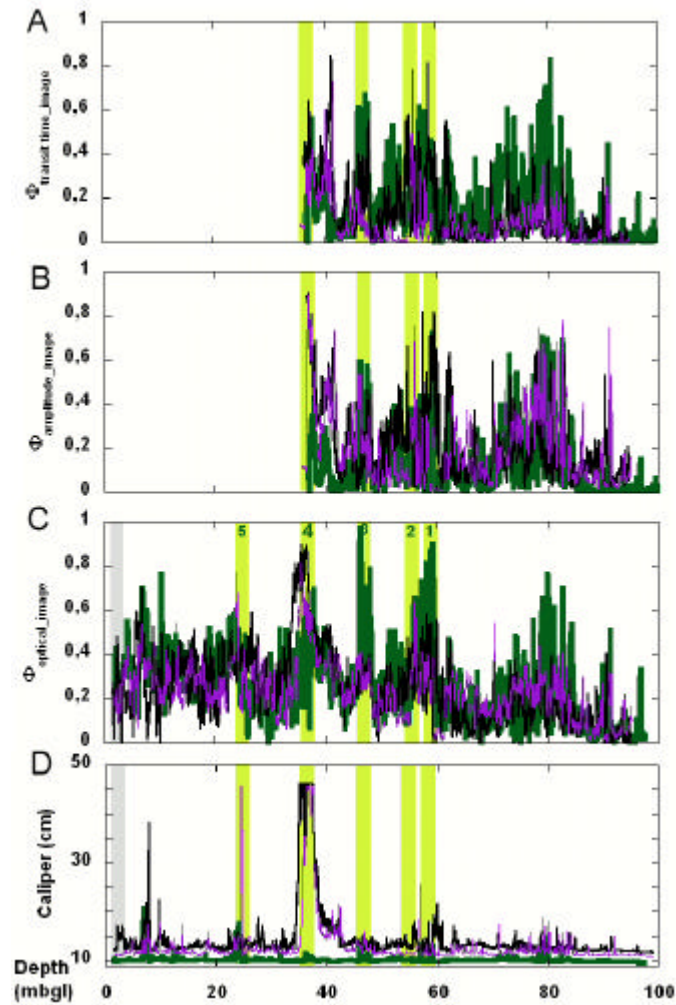 A
1
0.8
0.6
0.4
0.2
0
Φtransit time_image
B
1
0.8
0.6
0.4
0.2
0
Φamplitude_image
C
1
0.8
0.6
0.4
0.2
0
Φoptical_image
5 4 3 2 1
D
50
30
10
Caliper (cm)
Depth
(mbgl)
0 20 40 60 80 100